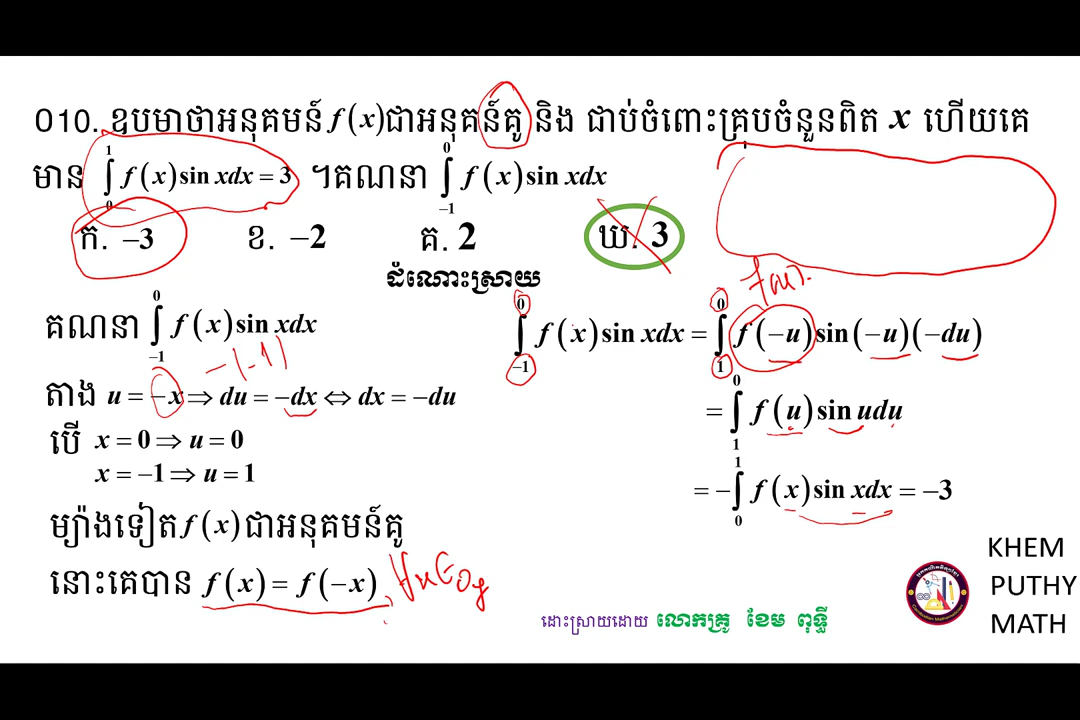 ០10. ឧបមាថាអនុគមន៍ f(x) ជាអនុគន៍គូ និង ជាប់ចំពោះគ្រុបចំនួនពិត x ហើយគេ
មាន ∫₀¹ f(x) sin xdx = 3 ។គណនា ∫₋₁⁰ f(x) sin xdx
ក. −3 ខ. −2 គ. 2 ឃ. 3
ដំណោះស្រាយ
គណនា ∫₋₁⁰ f(x) sin xdx
−(−1)
តាង u = −x ⇒ du = −dx ⇔ dx = −du
បើ x = 0 ⇒ u = 0
x = −1 ⇒ u = 1
ម្យ៉ាងទៀត f(x) ជាអនុគមន៍គូ
នោះគេបាន f(x) = f(−x)
∫₋₁⁰ f(x) sin xdx = ∫₁⁰ f(−u) sin(−u)(−du)
= ∫₁⁰ f(u) sin udu
= −∫₀¹ f(x) sin xdx = −3
KHEM
PUTHY
MATH
ដោះស្រាយដោយ លោកគ្រូ ខែម ពុទ្ធី